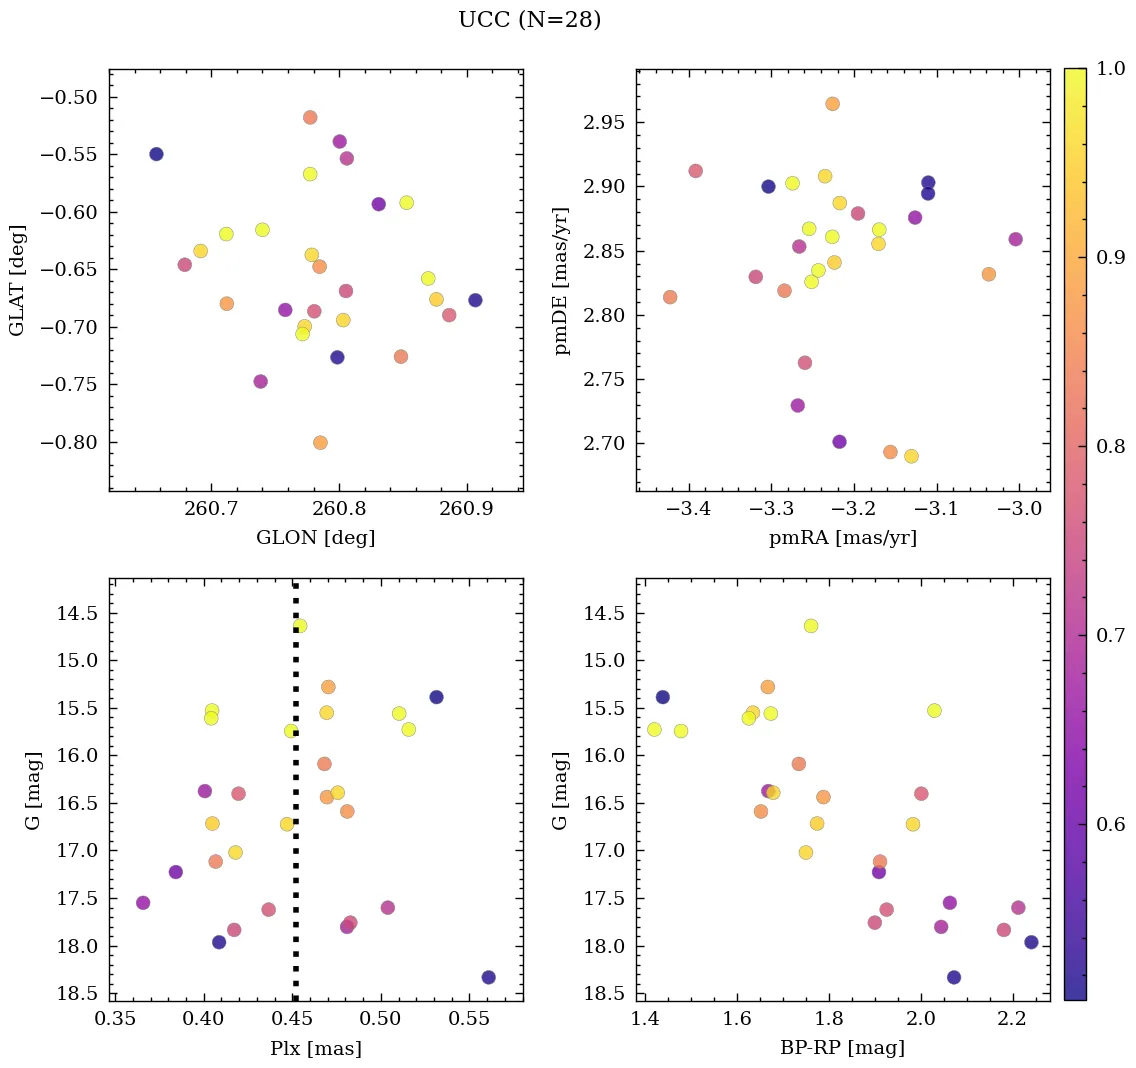 UCC (N=28)
−0.50
−0.55
−0.60
−0.65
−0.70
−0.75
−0.80
GLAT [deg]
260.7 260.8 260.9
GLON [deg]
2.95
2.90
2.85
2.80
2.75
2.70
pmDE [mas/yr]
−3.4 −3.3 −3.2 −3.1 −3.0
pmRA [mas/yr]
14.5
15.0
15.5
16.0
16.5
17.0
17.5
18.0
18.5
G [mag]
0.35 0.40 0.45 0.50 0.55
Plx [mas]
14.5
15.0
15.5
16.0
16.5
17.0
17.5
18.0
18.5
G [mag]
1.4 1.6 1.8 2.0 2.2
BP-RP [mag]
1.0
0.9
0.8
0.7
0.6